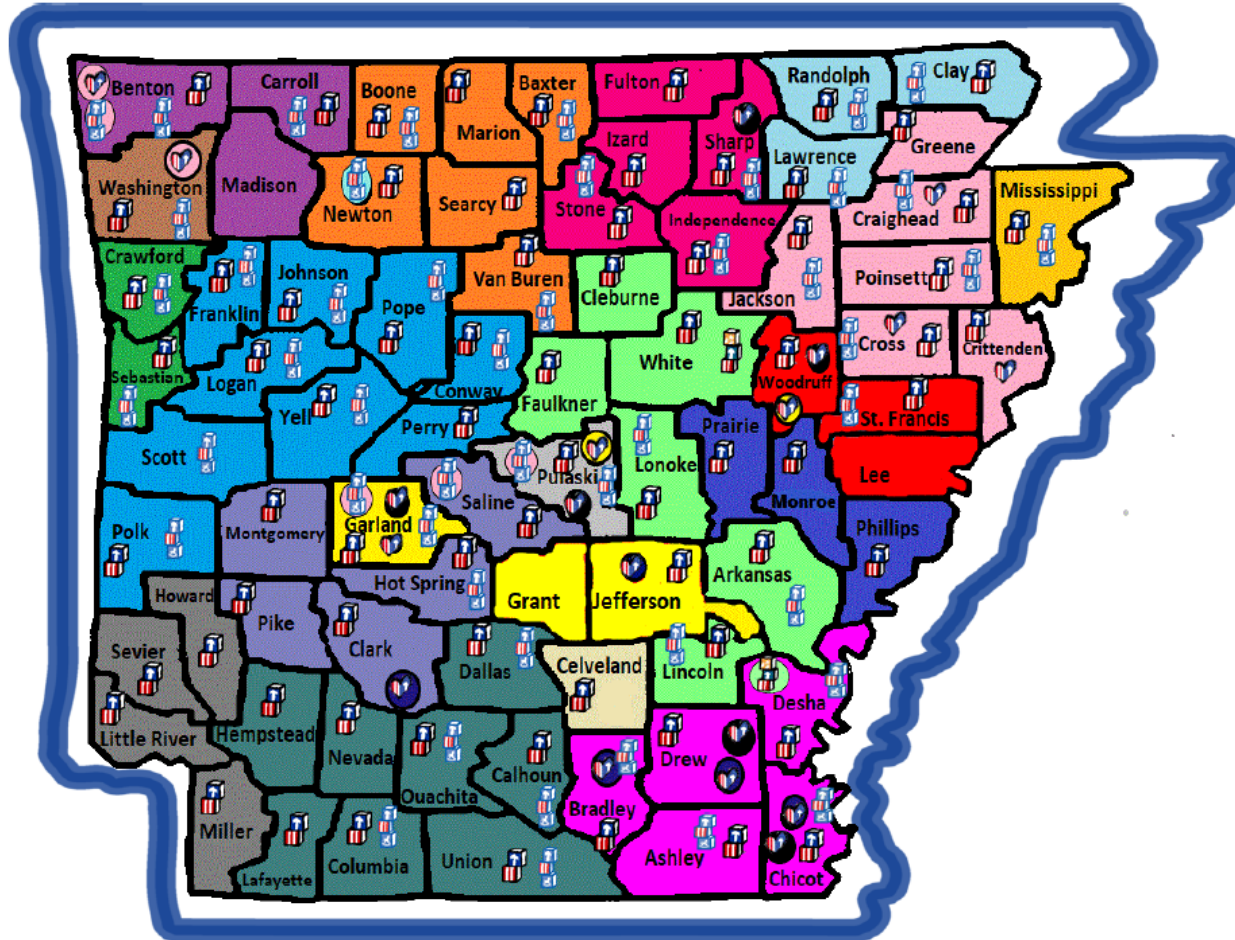 Benton
Carroll
Boone
Marion
Baxter
Fulton
Sharp
Randolph
Clay
Greene
Izard
Lawrence
Washington
Madison
Newton
Searcy
Stone
Independence
Craighead
Mississippi
Crawford
Franklin
Johnson
Pope
Van Buren
Cleburne
Jackson
Poinsett
Sebastian
Logan
Conway
White
Woodruff
Cross
Crittenden
Yell
Perry
Faulkner
St. Francis
Scott
Pulaski
Lonoke
Prairie
Monroe
Lee
Polk
Montgomery
Garland
Saline
Phillips
Howard
Pike
Hot Spring
Grant
Jefferson
Arkansas
Sevier
Clark
Dallas
Celveland
Lincoln
Desha
Little River
Hempstead
Nevada
Ouachita
Calhoun
Bradley
Drew
Miller
Lafayette
Columbia
Union
Ashley
Chicot